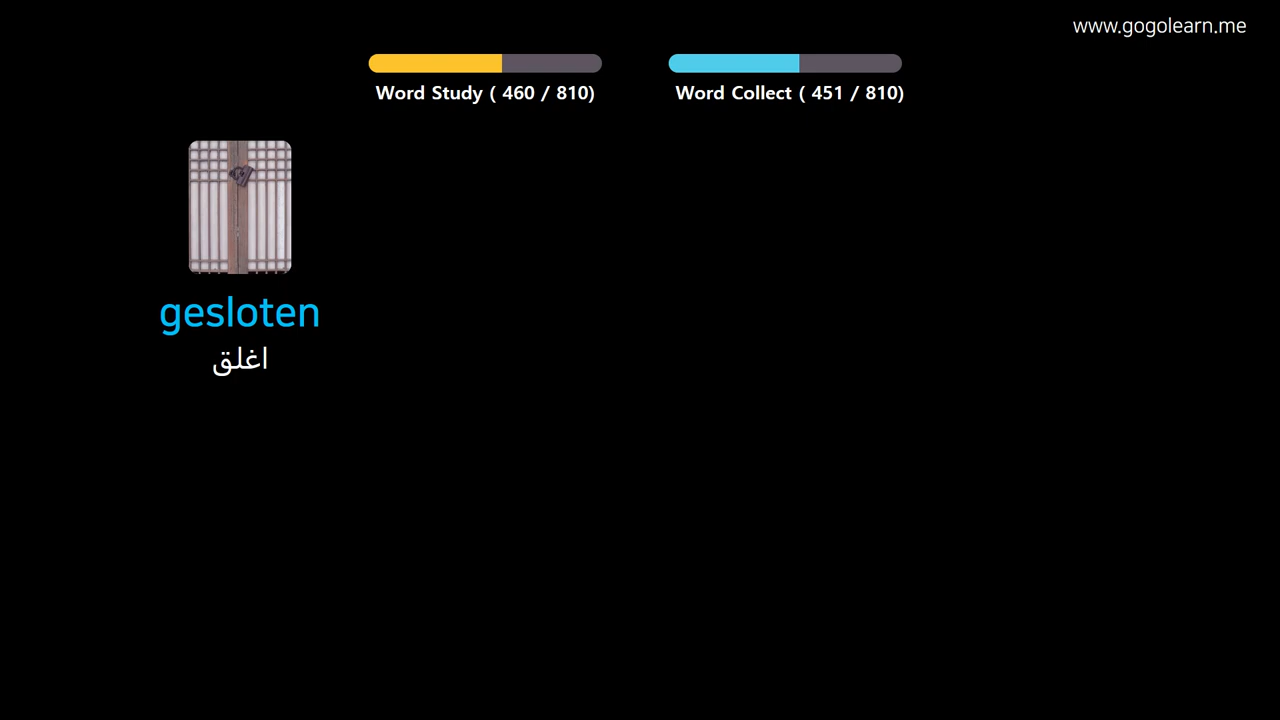 www.gogolearn.me
Word Study ( 460 / 810)
Word Collect ( 451 / 810)
gesloten
اغلق